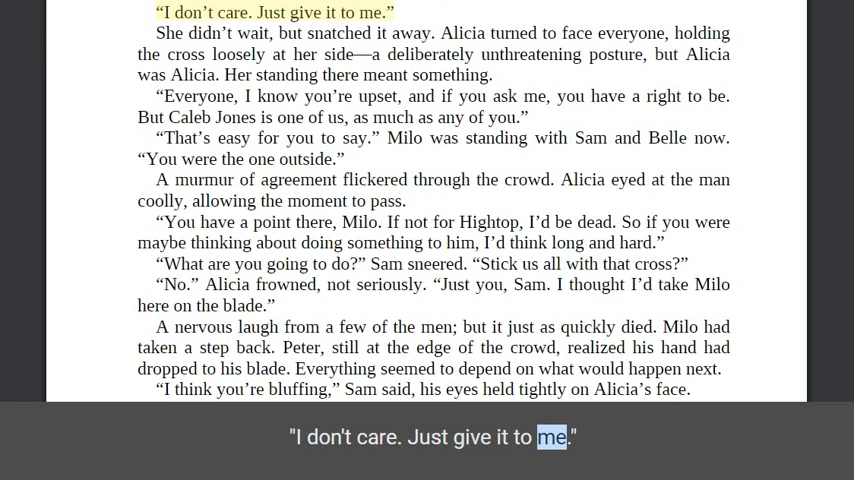 “I don’t care. Just give it to me.”
She didn’t wait, but snatched it away. Alicia turned to face everyone, holding
the cross loosely at her side—a deliberately unthreatening posture, but Alicia
was Alicia. Her standing there meant something.
“Everyone, I know you’re upset, and if you ask me, you have a right to be.
But Caleb Jones is one of us, as much as any of you.”
“That’s easy for you to say.” Milo was standing with Sam and Belle now.
“You were the one outside.”
A murmur of agreement flickered through the crowd. Alicia eyed at the man
coolly, allowing the moment to pass.
“You have a point there, Milo. If not for Hightop, I’d be dead. So if you were
maybe thinking about doing something to him, I’d think long and hard.”
“What are you going to do?” Sam sneered. “Stick us all with that cross?”
“No.” Alicia frowned, not seriously. “Just you, Sam. I thought I’d take Milo
here on the blade.”
A nervous laugh from a few of the men; but it just as quickly died. Milo had
taken a step back. Peter, still at the edge of the crowd, realized his hand had
dropped to his blade. Everything seemed to depend on what would happen next.
“I think you’re bluffing,” Sam said, his eyes held tightly on Alicia’s face.
"I don't care. Just give it to me."